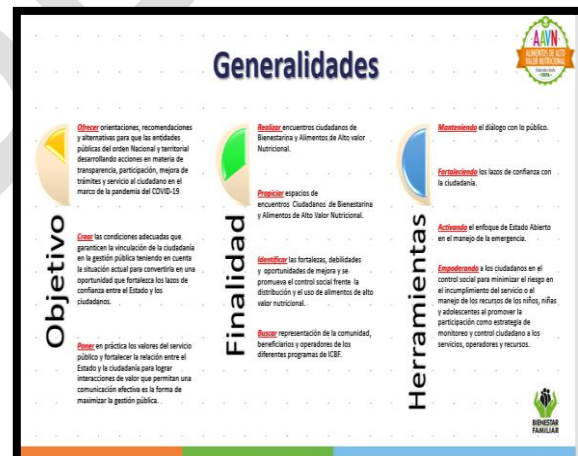 Generalidades
AAVN
ALIMENTOS DE ALTO
VALOR NUTRICIONAL
Objetivo
Ofrecer orientaciones, recomendaciones
y alternativas para que las entidades
públicas del orden Nacional y territorial
desarrollando acciones en materia de
transparencia, participación, mejora de
trámites y servicio al ciudadano en el
marco de la pandemia del COVID-19
Crear las condiciones adecuadas que
garanticen la vinculación de la ciudadanía
en la gestión pública teniendo en cuenta
la situación actual para convertirla en una
oportunidad que fortalezca los lazos de
confianza entre el Estado y los
ciudadanos.
Poner en práctica los valores del servicio
público y fortalecer la relación entre el
Estado y la ciudadanía para lograr
interacciones de valor que permitan una
comunicación efectiva es la forma de
maximizar la gestión pública.
Finalidad
Realizar encuentros ciudadanos de
Bienestarina y Alimentos de Alto valor
Nutricional.
Propiciar espacios de
encuentros Ciudadanos de Bienestarina
y Alimentos de Alto Valor Nutricional.
Identificar las fortalezas, debilidades
y oportunidades de mejora y se
promueva el control social frente la
distribución y el uso de alimentos de alto
valor nutricional.
Buscar representación de la comunidad,
beneficiarios y operadores de los
diferentes programas de ICBF.
Herramientas
Manteniendo el diálogo con lo público.
Fortaleciendo los lazos de confianza con
la ciudadanía.
Activando el enfoque de Estado Abierto
en el manejo de la emergencia.
Empoderando a los ciudadanos en el
control social para minimizar el riesgo en
el incumplimiento del servicio o el
manejo de los recursos de los niños, niñas
y adolescentes al promover la
participación como estrategia de
monitoreo y control ciudadano a los
servicios, operadores y recursos.
BIENESTAR
FAMILIAR